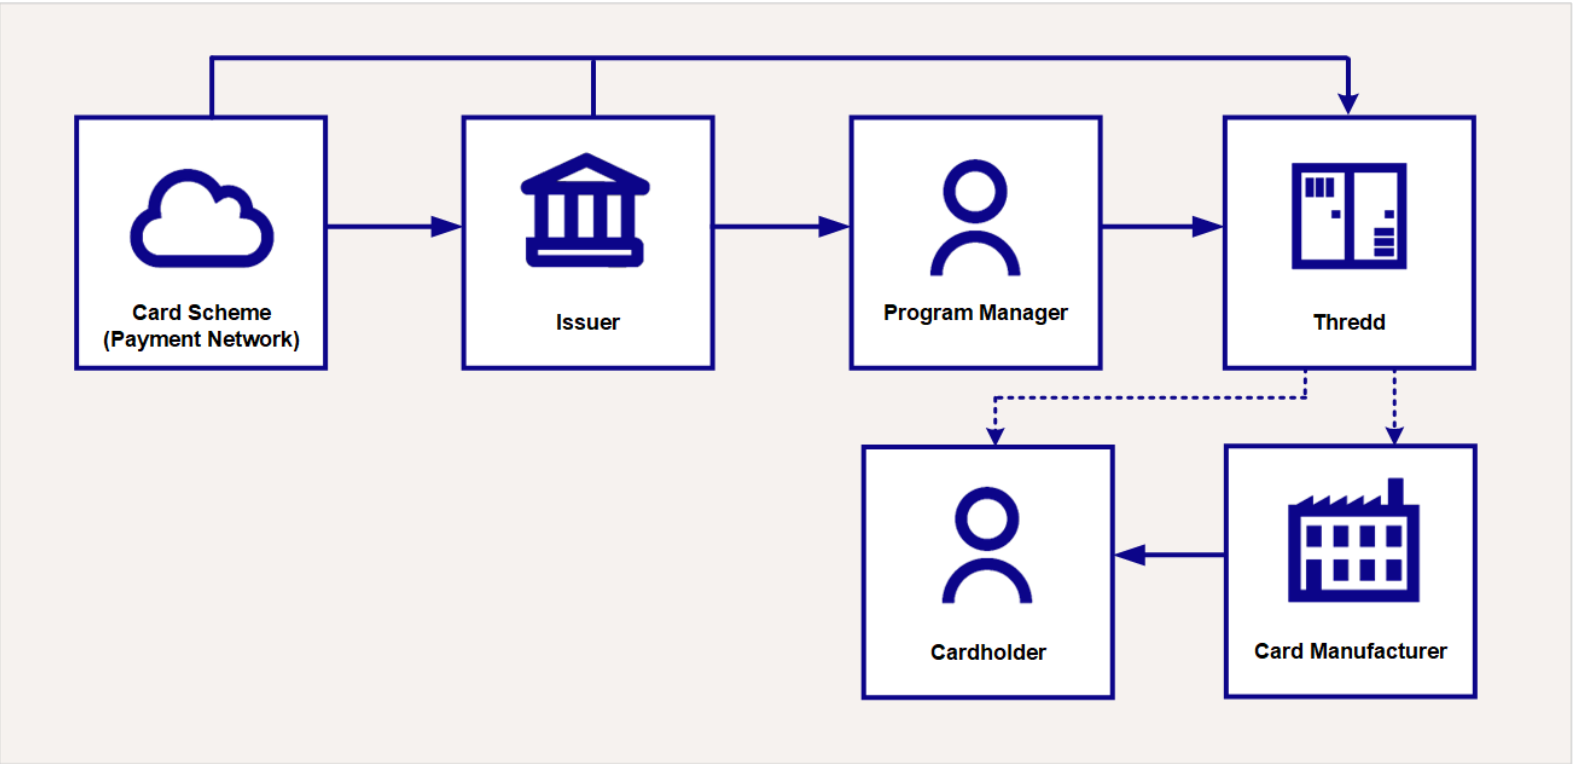 Card Scheme
(Payment Network)
Issuer
Program Manager
Thredd
Cardholder
Card Manufacturer